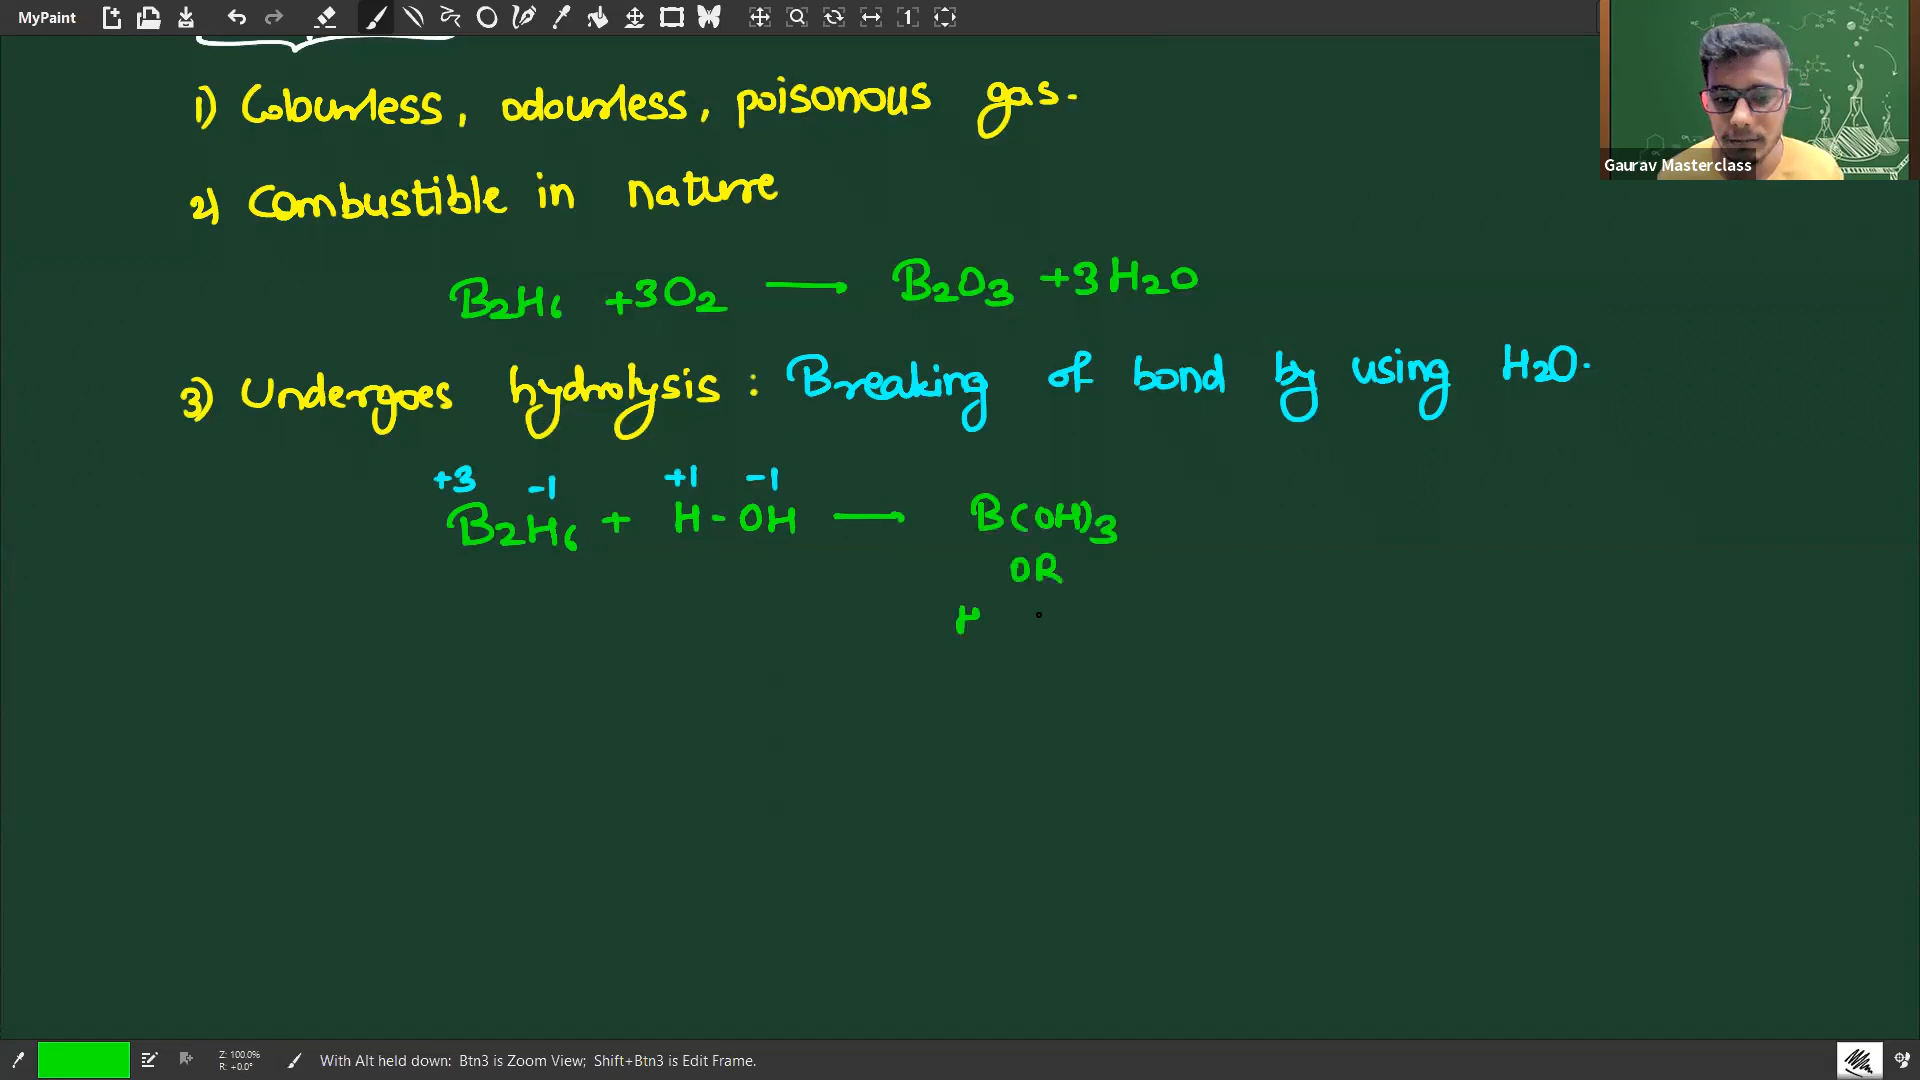 MyPaint
Gaurav Masterclass
1) Colourless, odourless, poisonous gas.
2) Combustible in nature
B2H6 + 3O2 ⟶ B2O3 + 3H2O
3) Undergoes hydrolysis : Breaking of bond by using H2O.
+3 -1 +1 -1
B2H6 + H-OH ⟶ B(OH)3
OR
H
Z: 100.0%
R: +0.0°
With Alt held down: Btn3 is Zoom View; Shift+Btn3 is Edit Frame.